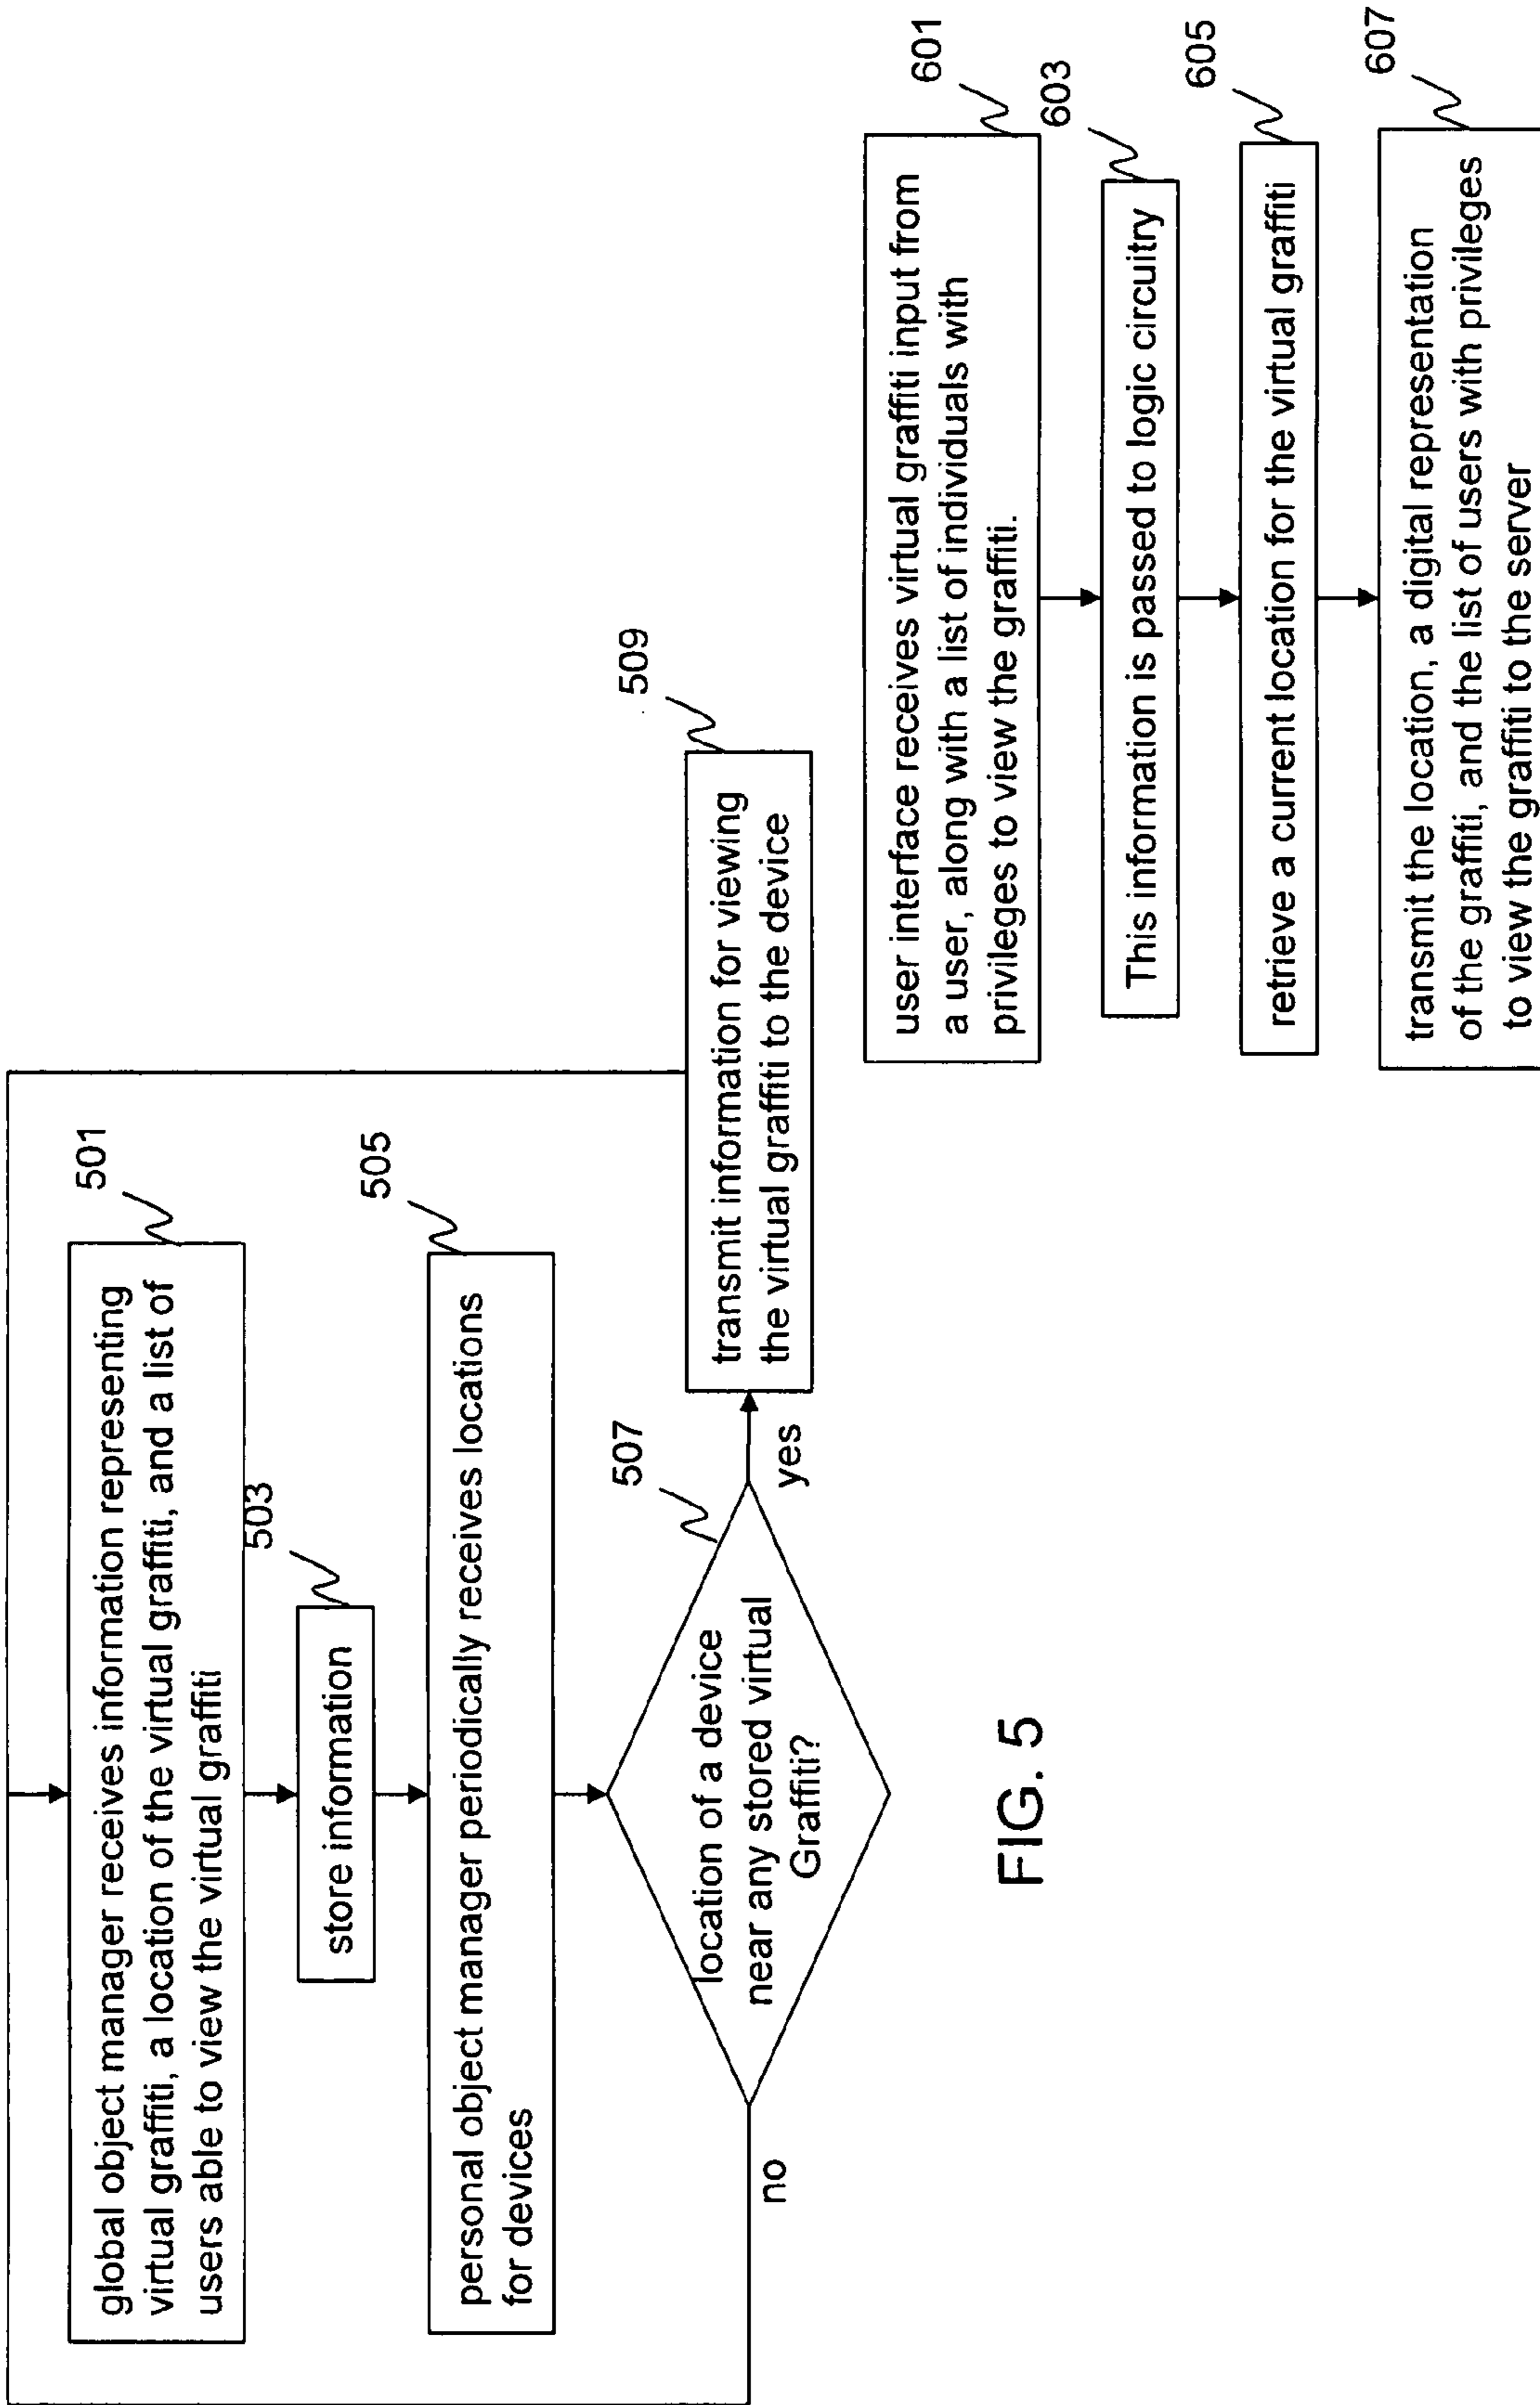 501
global object manager receives information representing
virtual graffiti, a location of the virtual graffiti, and a list of
users able to view the virtual graffiti
503
store information
505
personal object manager periodically receives locations
for devices
507
location of a device
near any stored virtual
Graffiti?
yes
no
509
transmit information for viewing
the virtual graffiti to the device
FIG. 5
601
user interface receives virtual graffiti input from
a user, along with a list of individuals with
privileges to view the graffiti.
603
This information is passed to logic circuitry
605
retrieve a current location for the virtual graffiti
607
transmit the location, a digital representation
of the graffiti, and the list of users with privileges
to view the graffiti to the server